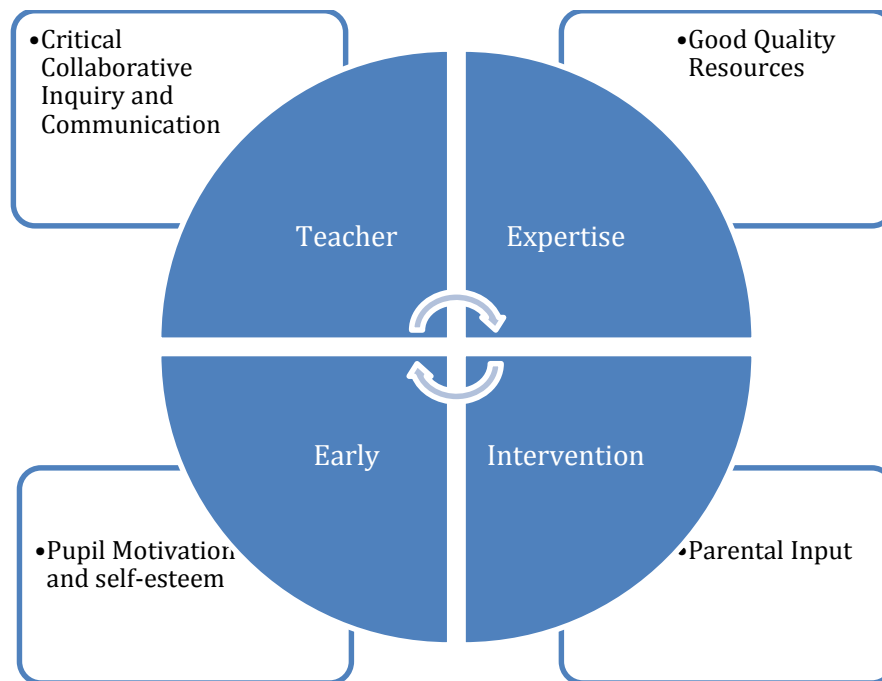 •Critical
Collaborative
Inquiry and
Communication
•Good Quality
Resources
Teacher
Expertise
Early
Intervention
•Pupil Motivation
and self-esteem
•Parental Input